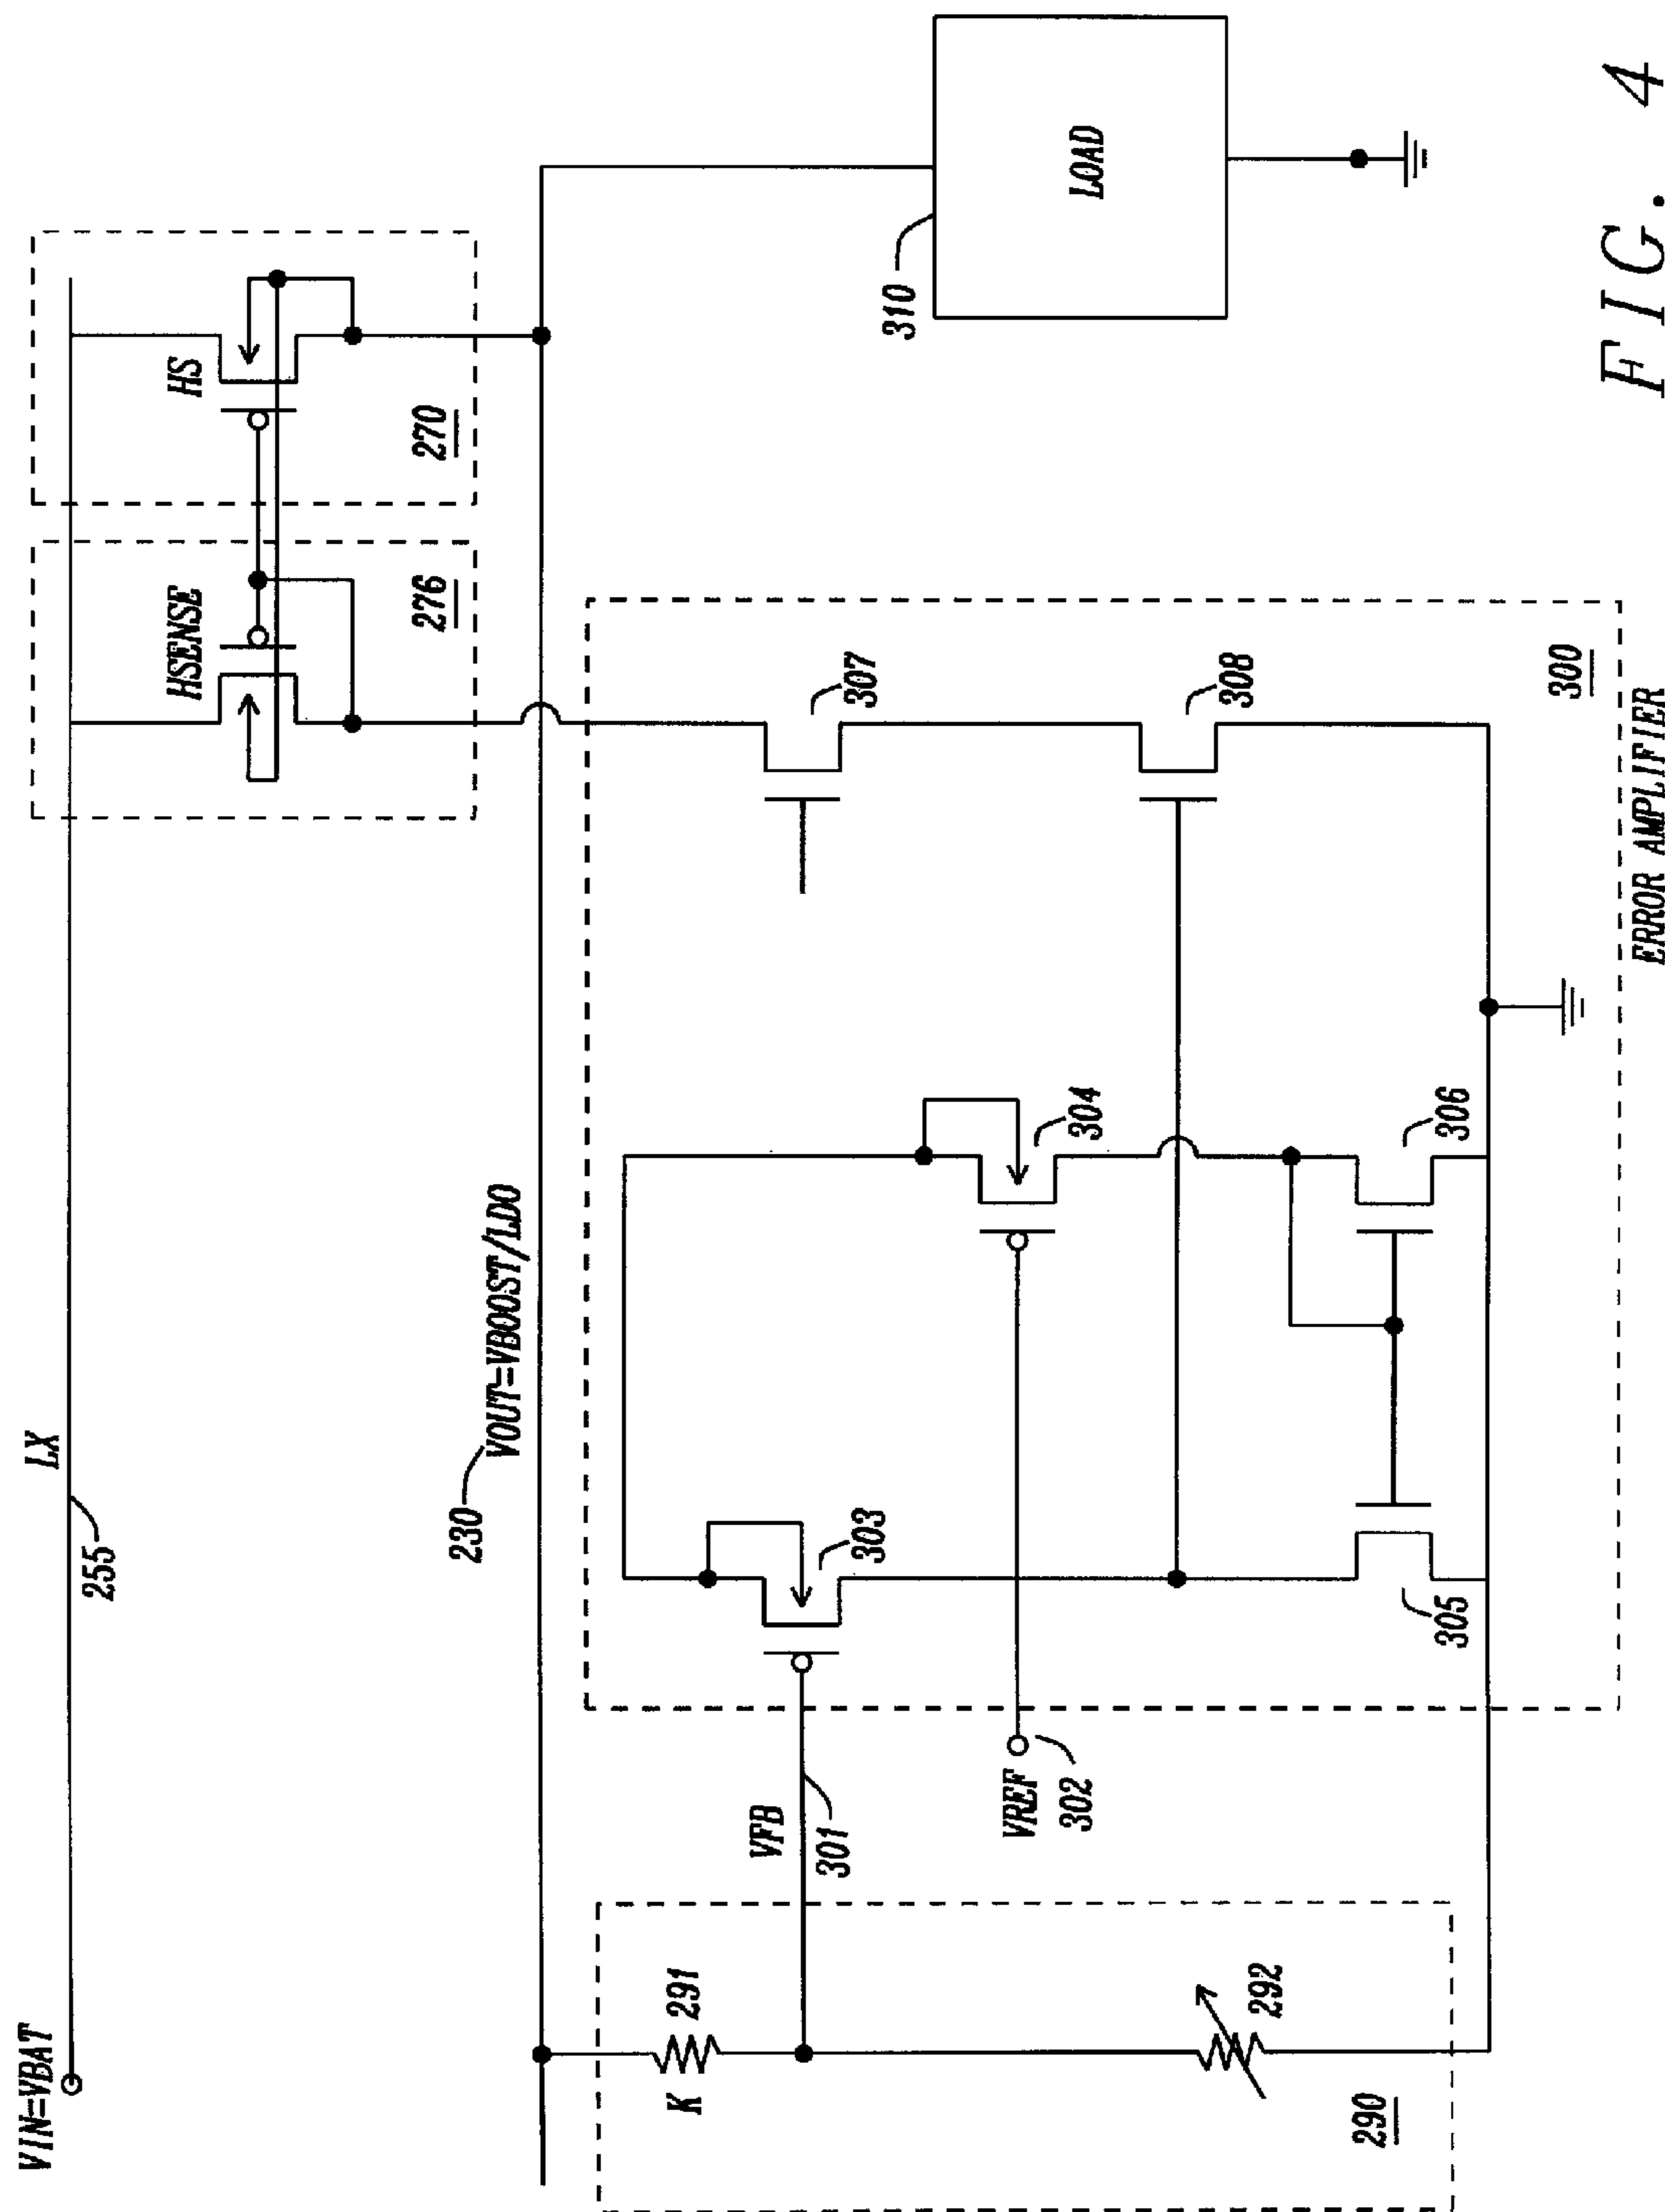 VIN=VBAT
LX
255
HSENSE
276
HS
270
230
VOUT=VBOOST/LDO
K
291
292
290
VFB
301
VREF
302
303
304
305
306
307
308
300
ERROR AMPLIFIER
310
LOAD
FIG. 4